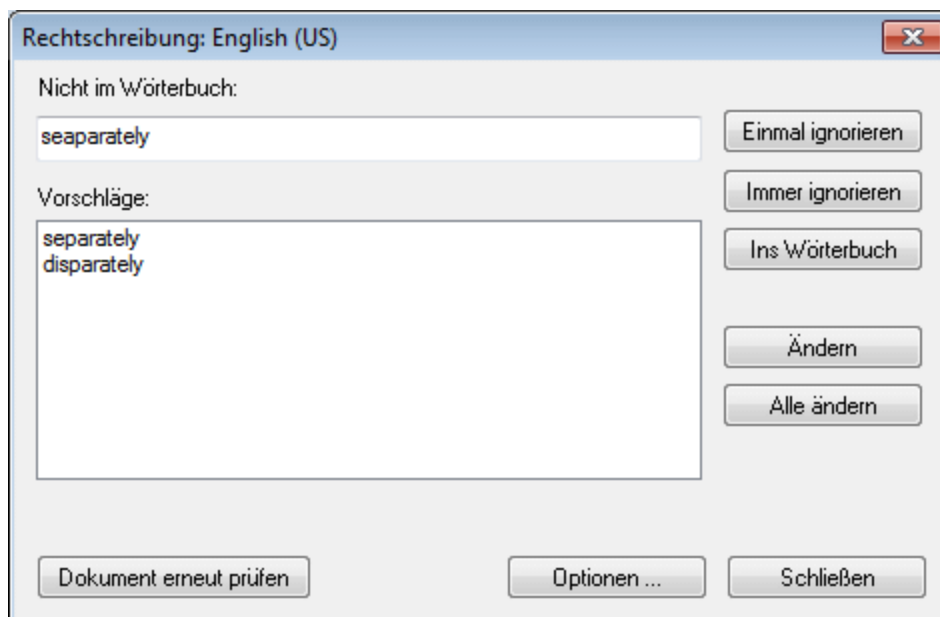 Rechtschreibung: English (US)
Nicht im Wörterbuch:
seaparately
Einmal ignorieren
Vorschläge:
Immer ignorieren
separately
disparately
Ins Wörterbuch
Ändern
Alle ändern
Dokument erneut prüfen
Optionen ...
Schließen